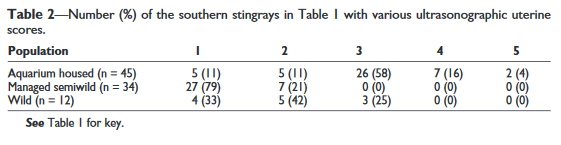 Table 2—Number (%) of the southern stingrays in Table 1 with various ultrasonographic uterine
scores.
Population 1 2 3 4 5
Aquarium housed (n = 45) 5 (11) 5 (11) 26 (58) 7 (16) 2 (4)
Managed semiwild (n = 34) 27 (79) 7 (21) 0 (0) 0 (0) 0 (0)
Wild (n = 12) 4 (33) 5 (42) 3 (25) 0 (0) 0 (0)
See Table 1 for key.